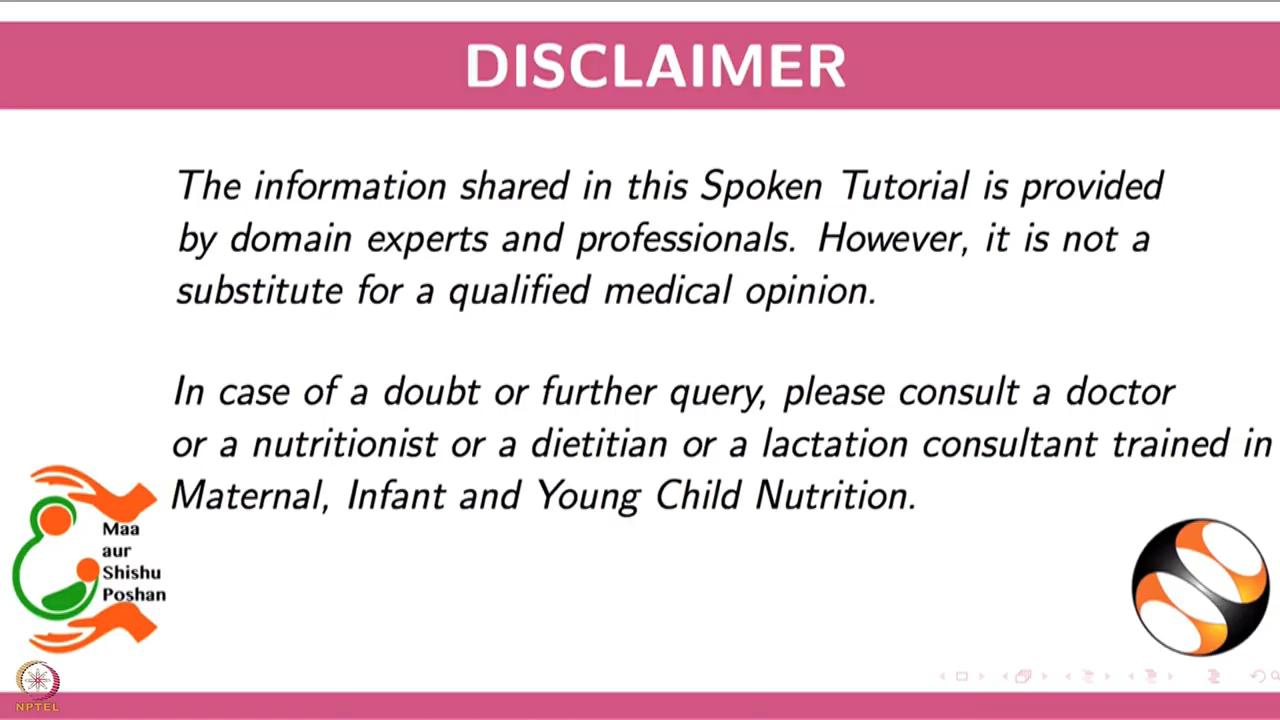 DISCLAIMER
The information shared in this Spoken Tutorial is provided
by domain experts and professionals. However, it is not a
substitute for a qualified medical opinion.
In case of a doubt or further query, please consult a doctor
or a nutritionist or a dietitian or a lactation consultant trained in
Maternal, Infant and Young Child Nutrition.
Maa
aur
Shishu
Poshan
NPTEL